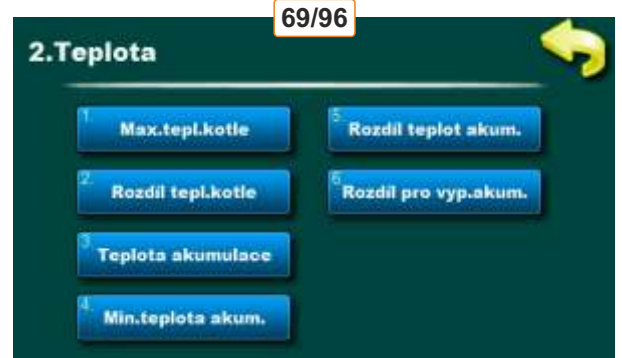 69/96
2.Teplota
1. Max.tepl.kotle
2. Rozdíl tepl.kotle
3. Teplota akumulace
4. Min.teplota akum.
5. Rozdíl teplot akum.
6. Rozdíl pro vyp.akum.